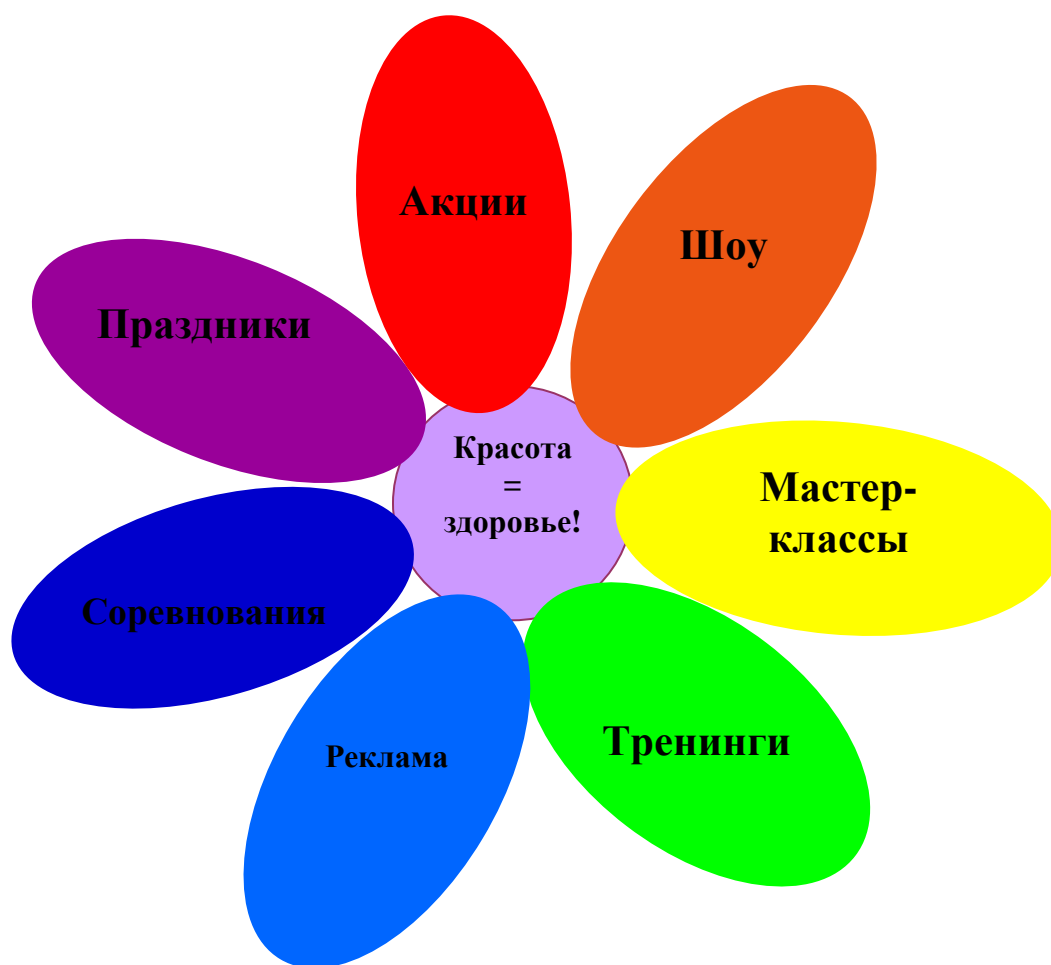 Акции
Шоу
Праздники
Красота
=
здоровье!
Мастер-
классы
Соревнования
Реклама
Тренинги